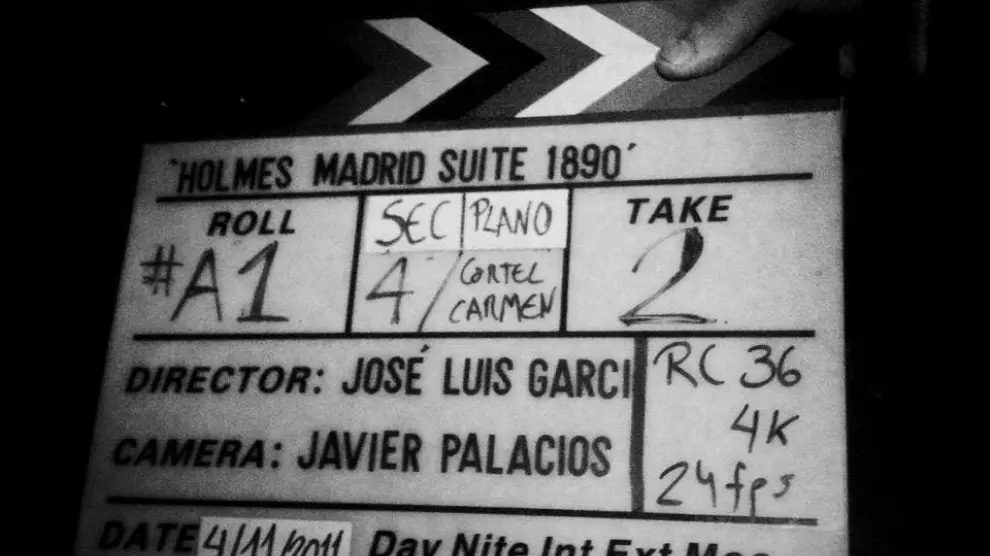 'HOLMES MADRID SUITE 1890'
ROLL SEC PLANO TAKE
#A1 4/ CORTEL CARMEN 2
DIRECTOR: JOSÉ LUIS GARCI
RC 36
4K
24fps
CAMERA: JAVIER PALACIOS
DATE 4/11/2011 Day Nite Int Ext Mos